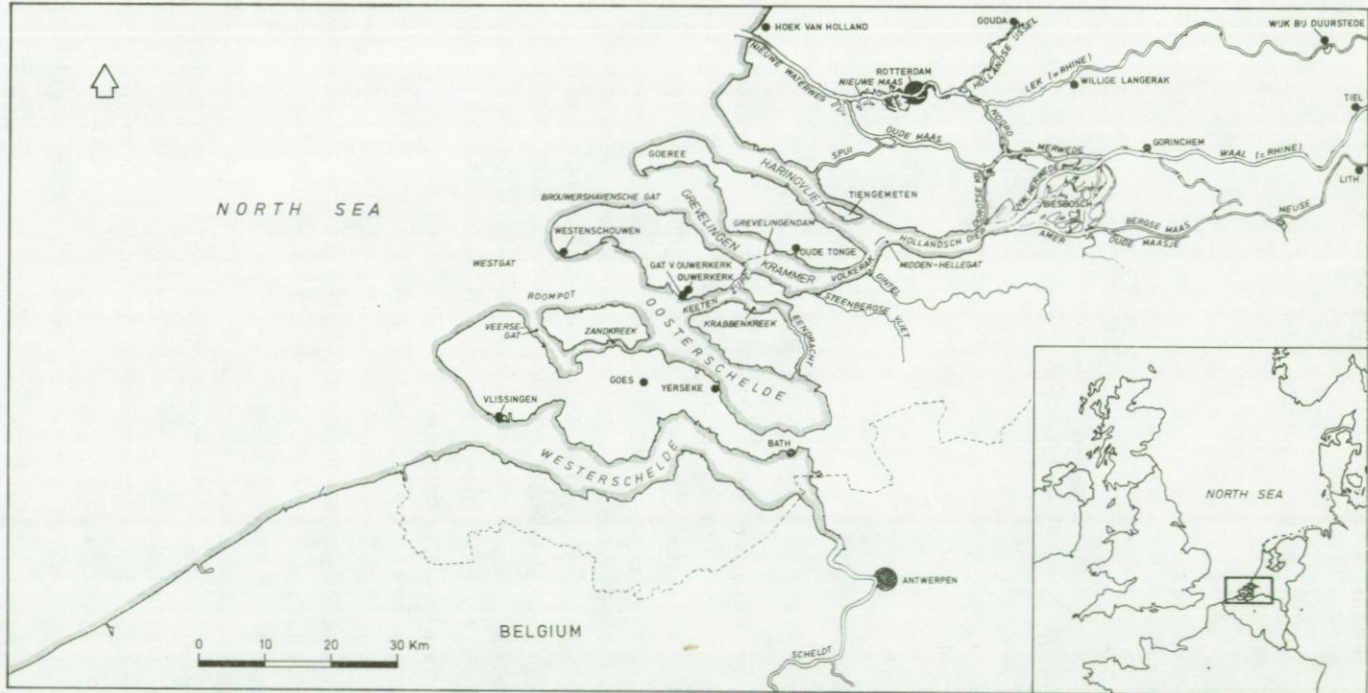 HOEK VAN HOLLAND
GOUDA
WIJK BIJ DUURSTEDE
NIEUWE WATERWEG
NIEUWE MAAS
ROTTERDAM
HOLLANDSE IJSSEL
LEK (= RHINE)
WILLIGE LANGERAK
TIEL
NOORD
OUDE MAAS
SPUI
MERWEDE
GORINCHEM
WAAL (= RHINE)
LITH
GOEREE
HARINGVLIET
TIENGEMETEN
DORDTSE KIL
NW. MERWEDE
BIESBOSCH
MEUSE
NORTH SEA
BROUWERSHAVENSCHE GAT
GREVELINGEN
GREVELINGENDAM
HOLLANDSCH DIEP
AMER
BERGSE MAAS
OUDE MAASJE
WESTENSCHOUWEN
OUDE TONGE
WESTGAT
GAT V. OUWERKERK
OUWERKERK
KRAMMER
VOLKERAK
MIDDEN-HELLEGAT
DINTEL
ROOMPOT
KEETEN
STEENBERGSE VLIET
VEERSE-
GAT
ZANDKREEK
OOSTERSCHELDE
KRABBENKREEK
EENDRACHT
GOES
YERSEKE
VLISSINGEN
WESTERSCHELDE
BATH
NORTH SEA
ANTWERPEN
BELGIUM
0 10 20 30 Km
SCHELDT